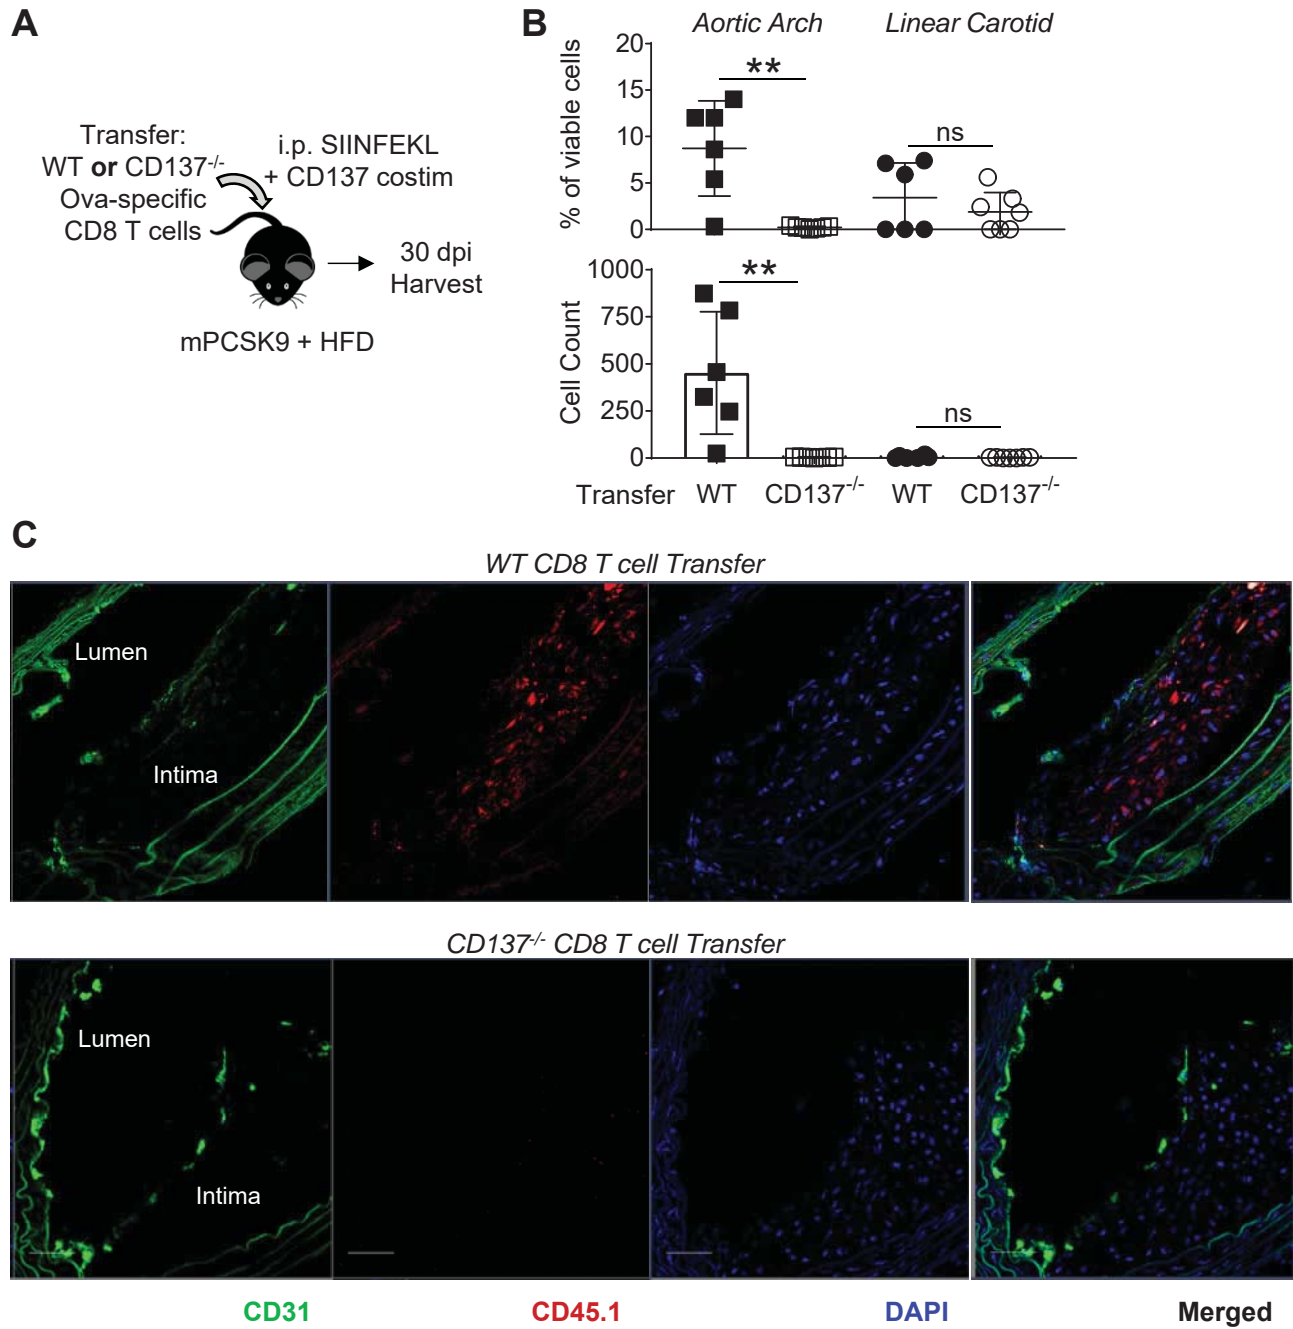 A
Transfer:
WT or CD137-/-
Ova-specific
CD8 T cells
i.p. SIINFEKL
+ CD137 costim
30 dpi
Harvest
mPCSK9 + HFD
B
Aortic Arch
Linear Carotid
% of viable cells
20
15
10
5
0
**
ns
Cell Count
1000
750
500
250
0
**
ns
Transfer WT CD137-/- WT CD137-/-
C
WT CD8 T cell Transfer
Lumen
Intima
CD137-/- CD8 T cell Transfer
Lumen
Intima
CD31 CD45.1 DAPI Merged